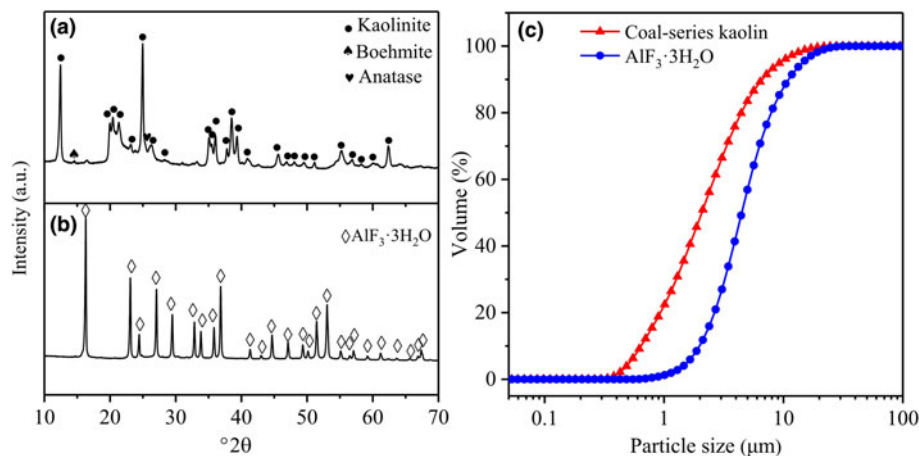 (a)
● Kaolinite
♠ Boehmite
♥ Anatase
(b)
◊AlF₃·3H₂O
Intensity (a.u.)
10 20 30 40 50 60 70
°2θ
(c)
Coal-series kaolin
AlF₃·3H₂O
Volume (%)
100
80
60
40
20
0
0.1 1 10 100
Particle size (μm)